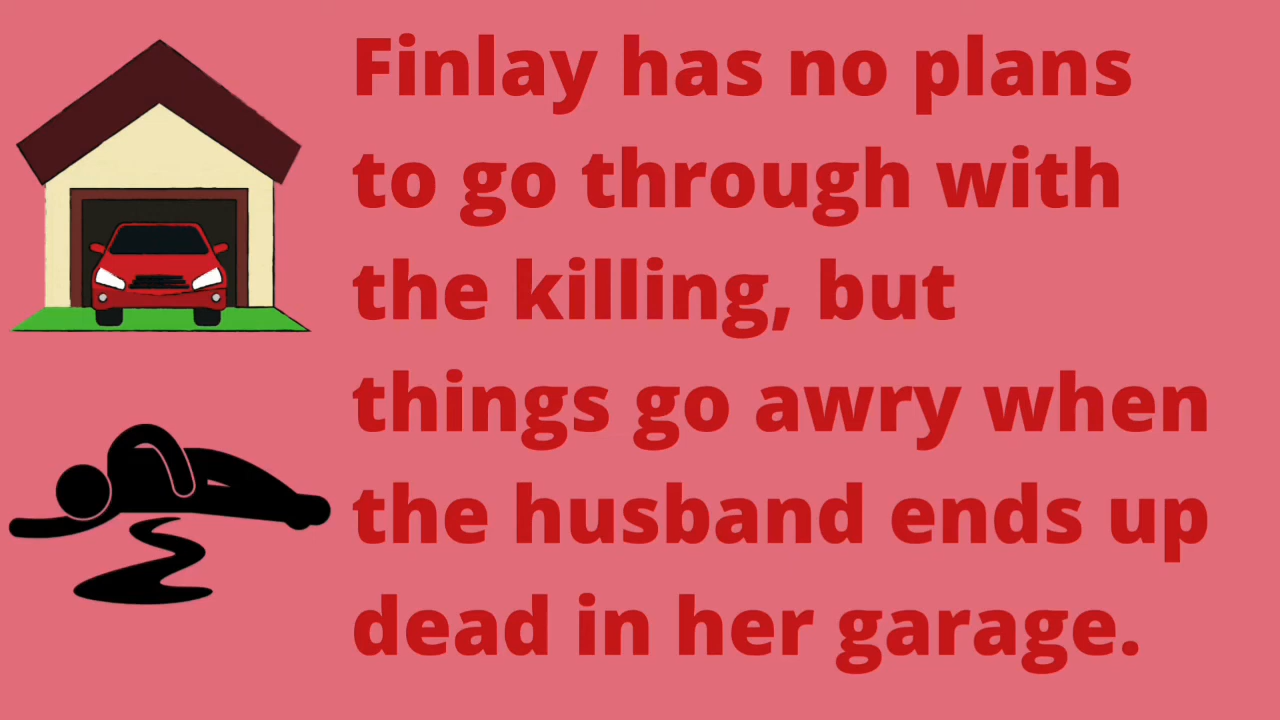 Finlay has no plans
to go through with
the killing, but
things go awry when
the husband ends up
dead in her garage.